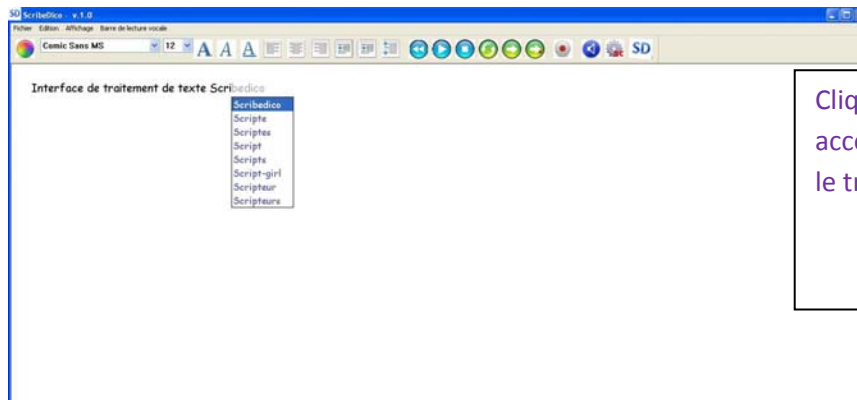 SD ScribeDico - v.1.0
Fichier Edition Affichage Barre de lecture vocale
Comic Sans MS 12 A A A SD
Interface de traitement de texte Scribedico
Scribedico
Scripte
Scriptes
Script
Scripts
Script-girl
Scripteur
Scripteurs
Cliq
acc
le tr